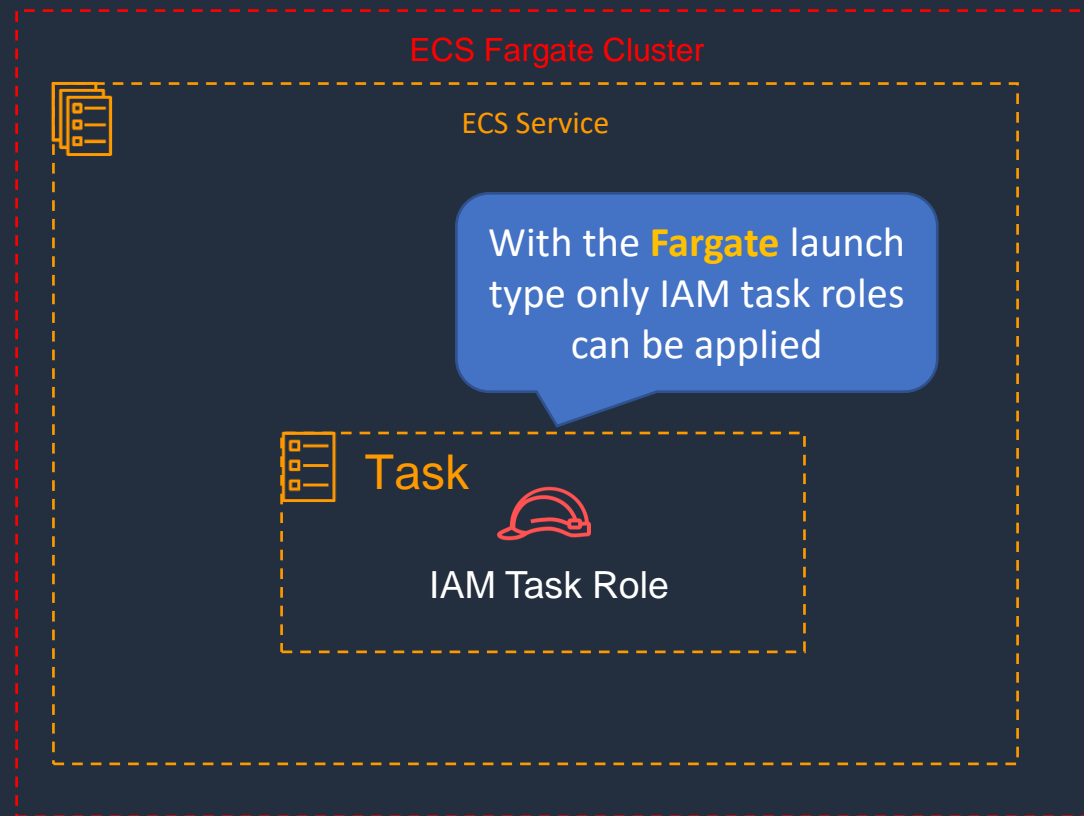 ECS Fargate Cluster
ECS Service
With the Fargate launch
type only IAM task roles
can be applied
Task
IAM Task Role